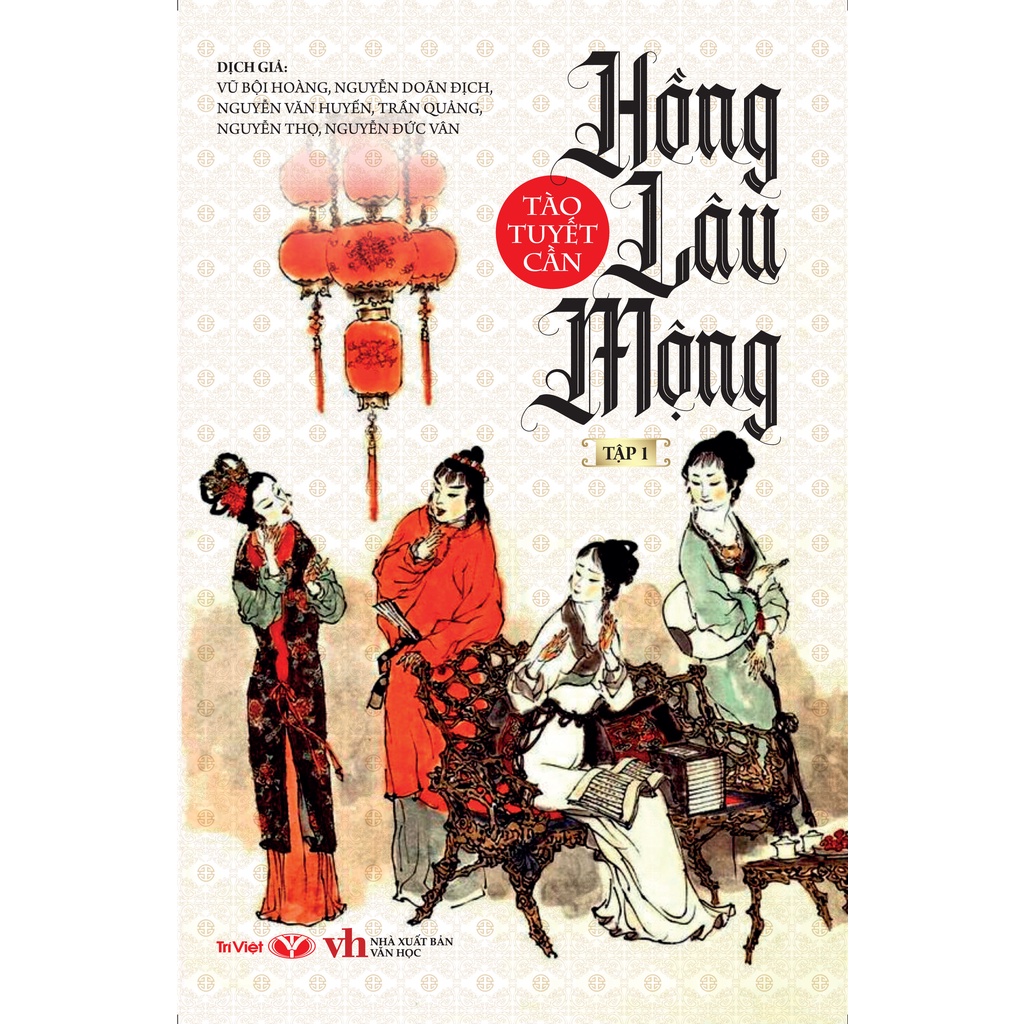 DỊCH GIẢ:
VŨ BỘI HOÀNG, NGUYỄN DOÃN ĐỊCH,
NGUYỄN VĂN HUYẾN, TRẦN QUẢNG,
NGUYỄN THỌ, NGUYỄN ĐỨC VÂN
Hồng
Lâu
Mộng
TÀO
TUYẾT
CẦN
TẬP 1
Trí Việt
vh
NHÀ XUẤT BẢN
VĂN HỌC